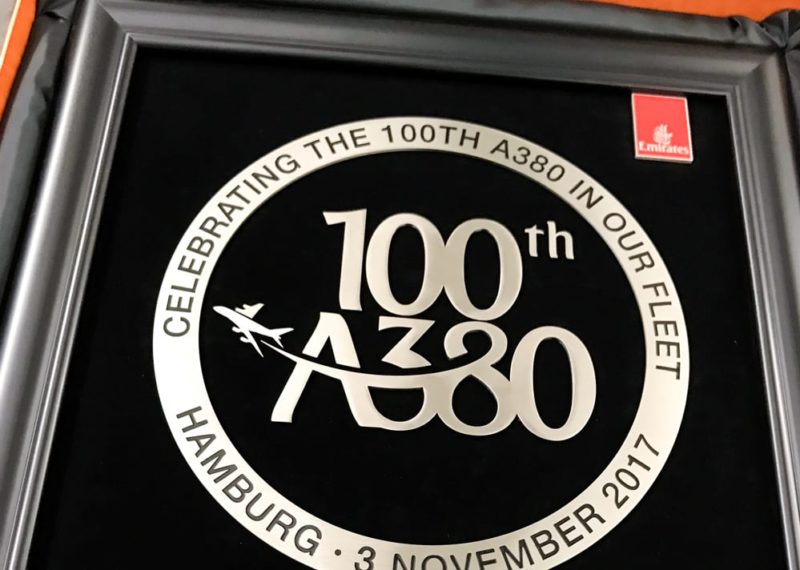 CELEBRATING THE 100TH A380 IN OUR FLEET
Emirates
100th
A380
HAMBURG · 3 NOVEMBER 2017